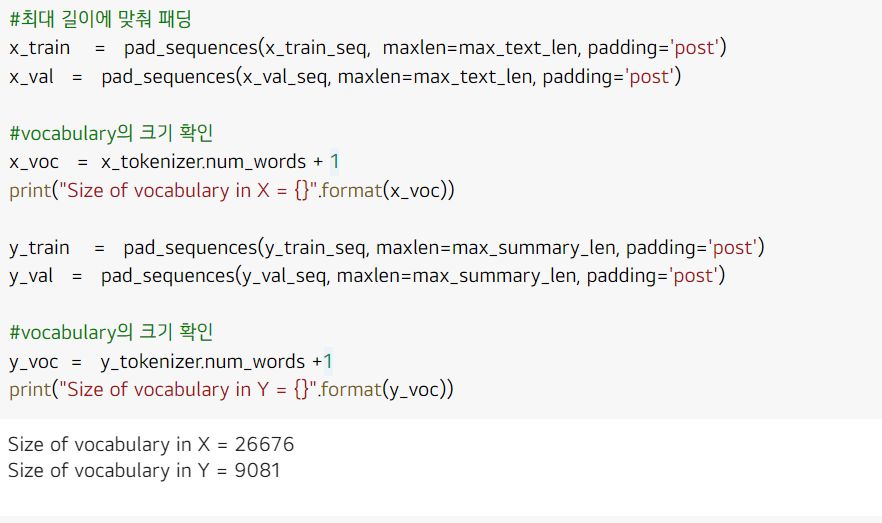 #최대 길이에 맞춰 패딩
x_train = pad_sequences(x_train_seq, maxlen=max_text_len, padding='post')
x_val = pad_sequences(x_val_seq, maxlen=max_text_len, padding='post')
#vocabulary의 크기 확인
x_voc = x_tokenizer.num_words + 1
print("Size of vocabulary in X = {}".format(x_voc))
y_train = pad_sequences(y_train_seq, maxlen=max_summary_len, padding='post')
y_val = pad_sequences(y_val_seq, maxlen=max_summary_len, padding='post')
#vocabulary의 크기 확인
y_voc = y_tokenizer.num_words +1
print("Size of vocabulary in Y = {}".format(y_voc))
Size of vocabulary in X = 26676
Size of vocabulary in Y = 9081